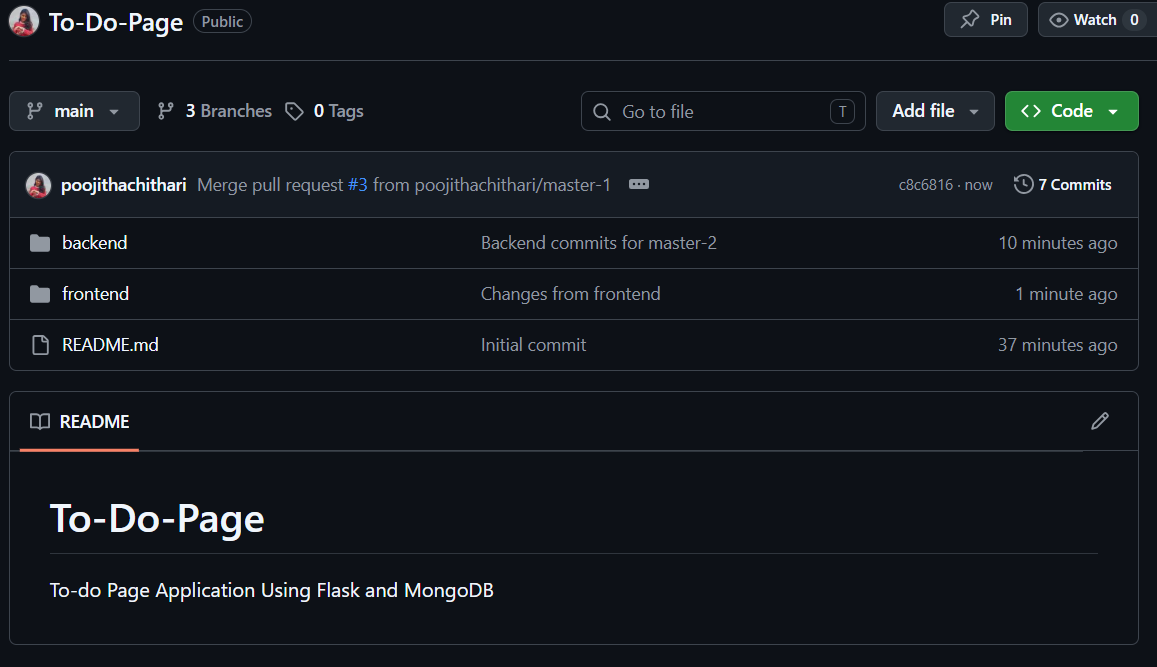 To-Do-Page Public Pin Watch 0
main 3 Branches 0 Tags Go to file T Add file Code
poojithachithari Merge pull request #3 from poojithachithari/master-1 c8c6816 · now 7 Commits
backend Backend commits for master-2 10 minutes ago
frontend Changes from frontend 1 minute ago
README.md Initial commit 37 minutes ago
README
To-Do-Page
To-do Page Application Using Flask and MongoDB